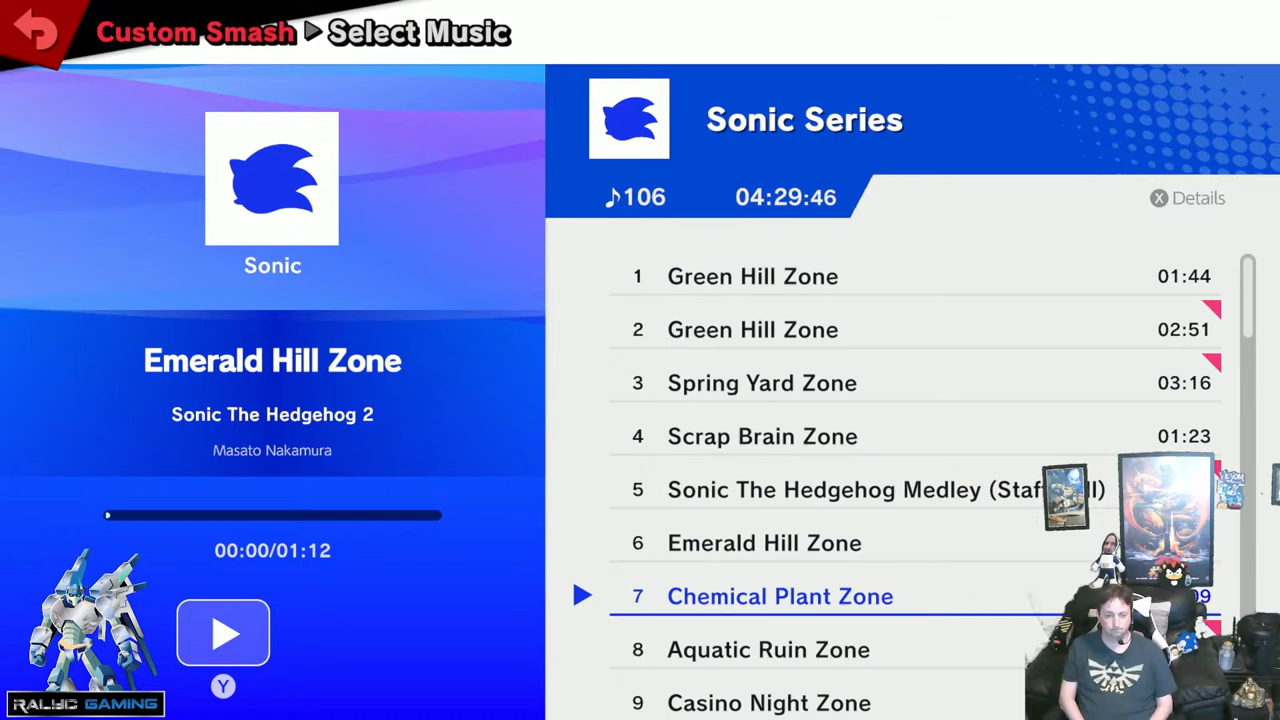 Custom Smash ▶ Select Music
Sonic
Emerald Hill Zone
Sonic The Hedgehog 2
Masato Nakamura
00:00/01:12
Y
RALYC GAMING
Sonic Series
♪106 04:29:46
X Details
1 Green Hill Zone 01:44
2 Green Hill Zone 02:51
3 Spring Yard Zone 03:16
4 Scrap Brain Zone 01:23
5 Sonic The Hedgehog Medley
6 Emerald Hill Zone
7 Chemical Plant Zone 09
8 Aquatic Ruin Zone
9 Casino Night Zone